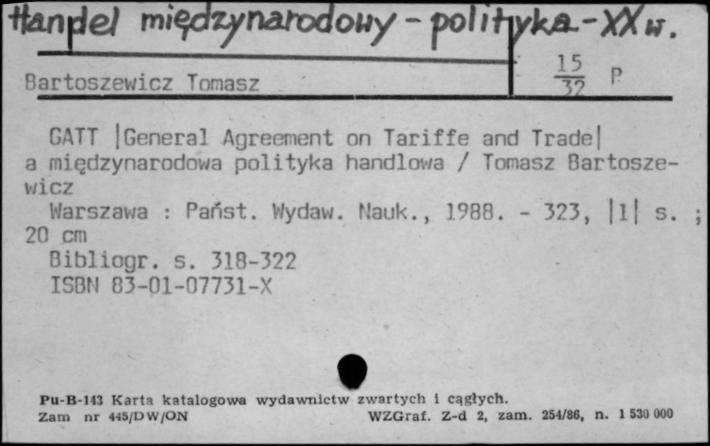 Handel międzynarodowy - polityka - XX w.
Bartoszewicz Tomasz
15
32 P
GATT |General Agreement on Tariffe and Trade|
a międzynarodowa polityka handlowa / Tomasz Bartosze-
wicz
Warszawa : Państ. Wydaw. Nauk., 1988. - 323, |1| s. ;
20 cm
Bibliogr. s. 318-322
ISBN 83-01-07731-X
Pu-B-143 Karta katalogowa wydawnictw zwartych i ciągłych.
Zam nr 445/DW/ON WZGraf. Z-d 2, zam. 254/86, n. 1 530 000